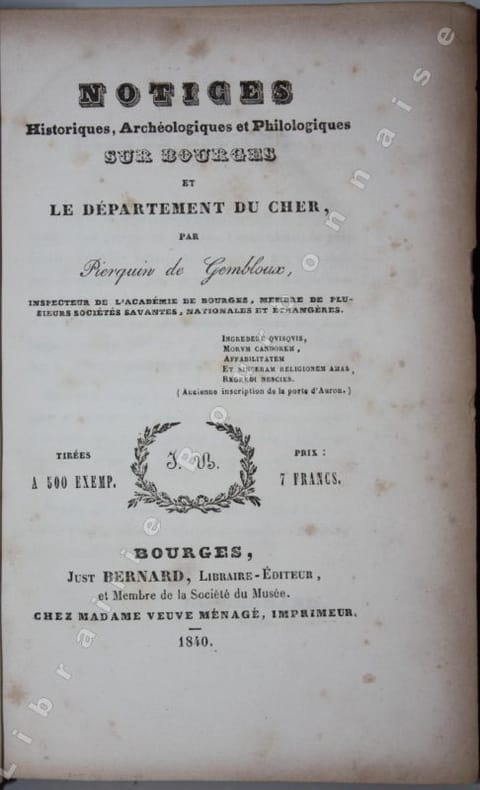 NOTICES
Historiques, Archéologiques et Philologiques
SUR BOURGES
ET
LE DÉPARTEMENT DU CHER,
PAR
Pierquin de Gembloux,
INSPECTEUR DE L'ACADÉMIE DE BOURGES, MEMBRE DE PLU-
SIEURS SOCIÉTÉS SAVANTES, NATIONALES ET ÉTRANGÈRES.
INGREDERE QVISQVIS,
MORVM CANDOREM,
AFFABILITATEM
ET SINCERAM RELIGIONEM AMAS,
REGREDI NESCIES.
(Ancienne inscription de la porte d'Auron.)
TIRÉES
A 500 EXEMP.
J. B.
PRIX :
7 FRANCS.
BOURGES,
JUST BERNARD, LIBRAIRE-ÉDITEUR,
et Membre de la Société du Musée.
CHEZ MADAME VEUVE MÉNAGÉ, IMPRIMEUR.
1840.
Librairie Bourbonnaise